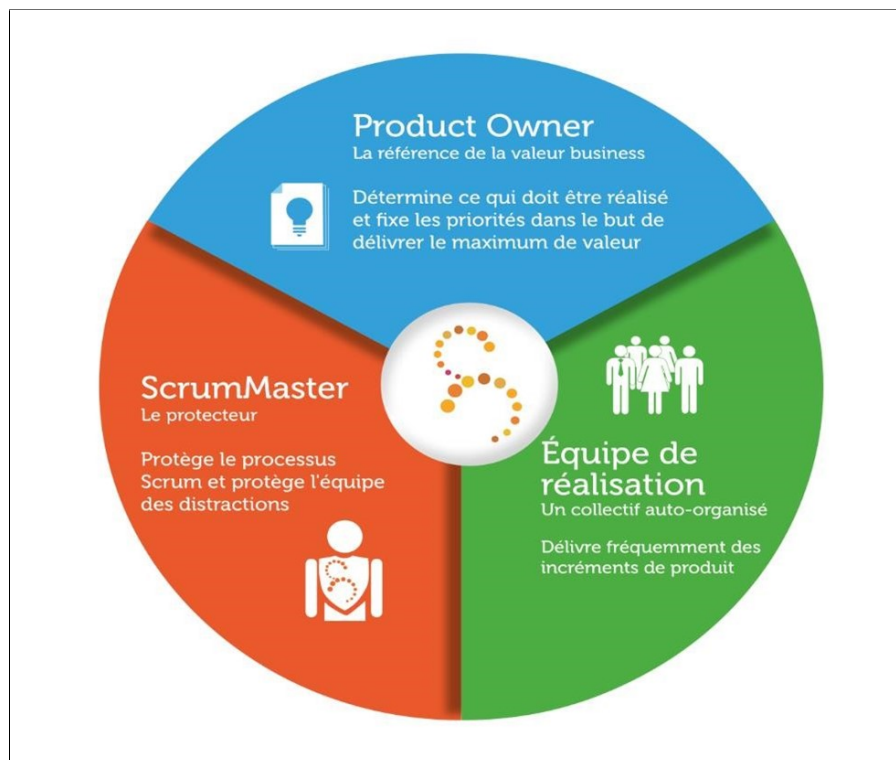 Product Owner
La référence de la valeur business
Détermine ce qui doit être réalisé
et fixe les priorités dans le but de
délivrer le maximum de valeur
ScrumMaster
Le protecteur
Protège le processus
Scrum et protège l'équipe
des distractions
Équipe de
réalisation
Un collectif auto-organisé
Délivre fréquemment des
incréments de produit